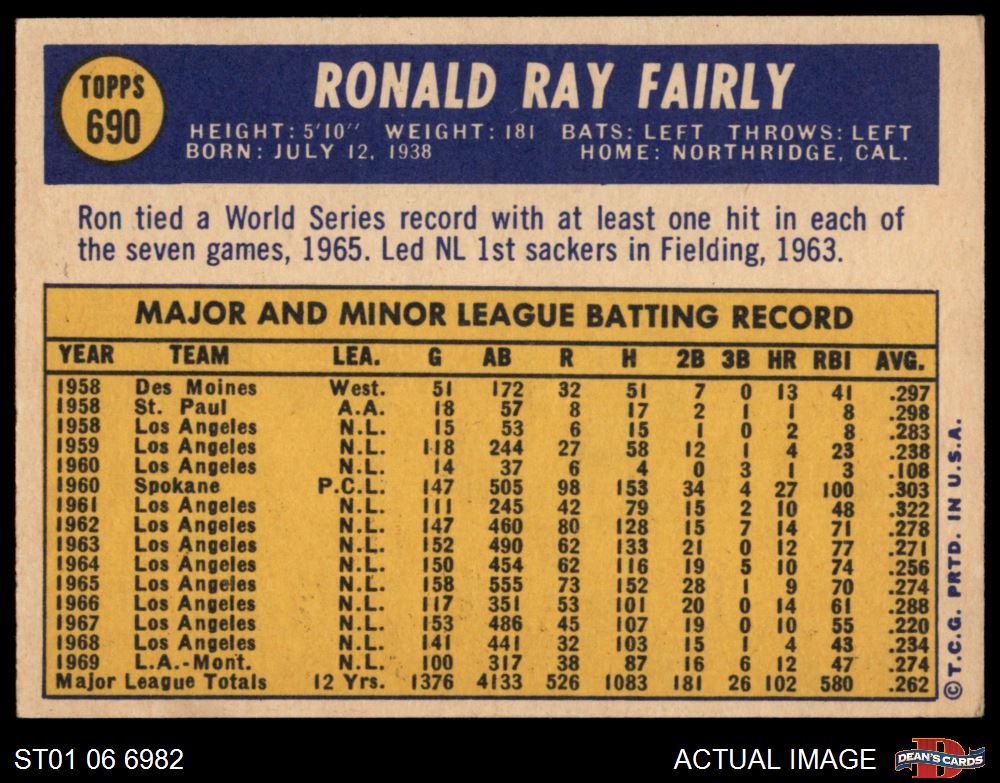 TOPPS
690
RONALD RAY FAIRLY
HEIGHT: 5'10" WEIGHT: 181 BATS: LEFT THROWS: LEFT
BORN: JULY 12, 1938 HOME: NORTHRIDGE, CAL.
Ron tied a World Series record with at least one hit in each of
the seven games, 1965. Led NL 1st sackers in Fielding, 1963.
MAJOR AND MINOR LEAGUE BATTING RECORD
YEAR TEAM LEA. G AB R H 2B 3B HR RBI AVG.
1958 Des Moines West. 51 172 32 51 7 0 13 41 .297
1958 St. Paul A.A. 18 57 8 17 2 1 1 8 .298
1958 Los Angeles N.L. 15 53 6 15 1 0 2 8 .283
1959 Los Angeles N.L. 118 244 27 58 12 1 4 23 .238
1960 Los Angeles N.L. 14 37 6 4 0 3 1 3 .108
1960 Spokane P.C.L. 147 505 98 153 34 4 27 100 .303
1961 Los Angeles N.L. 111 245 42 79 15 2 10 48 .322
1962 Los Angeles N.L. 147 460 80 128 15 7 14 71 .278
1963 Los Angeles N.L. 152 490 62 133 21 0 12 77 .271
1964 Los Angeles N.L. 150 454 62 116 19 5 10 74 .256
1965 Los Angeles N.L. 158 555 73 152 28 1 9 70 .274
1966 Los Angeles N.L. 117 351 53 101 20 0 14 61 .288
1967 Los Angeles N.L. 153 486 45 107 19 0 10 55 .220
1968 Los Angeles N.L. 141 441 32 103 15 1 4 43 .234
1969 L.A.-Mont. N.L. 100 317 38 87 16 6 12 47 .274
Major League Totals 12 Yrs. 1376 4133 526 1083 181 26 102 580 .262
© T.C.G. PRTD. IN U.S.A.
ST01 06 6982
ACTUAL IMAGE
D
DEAN'S CARDS